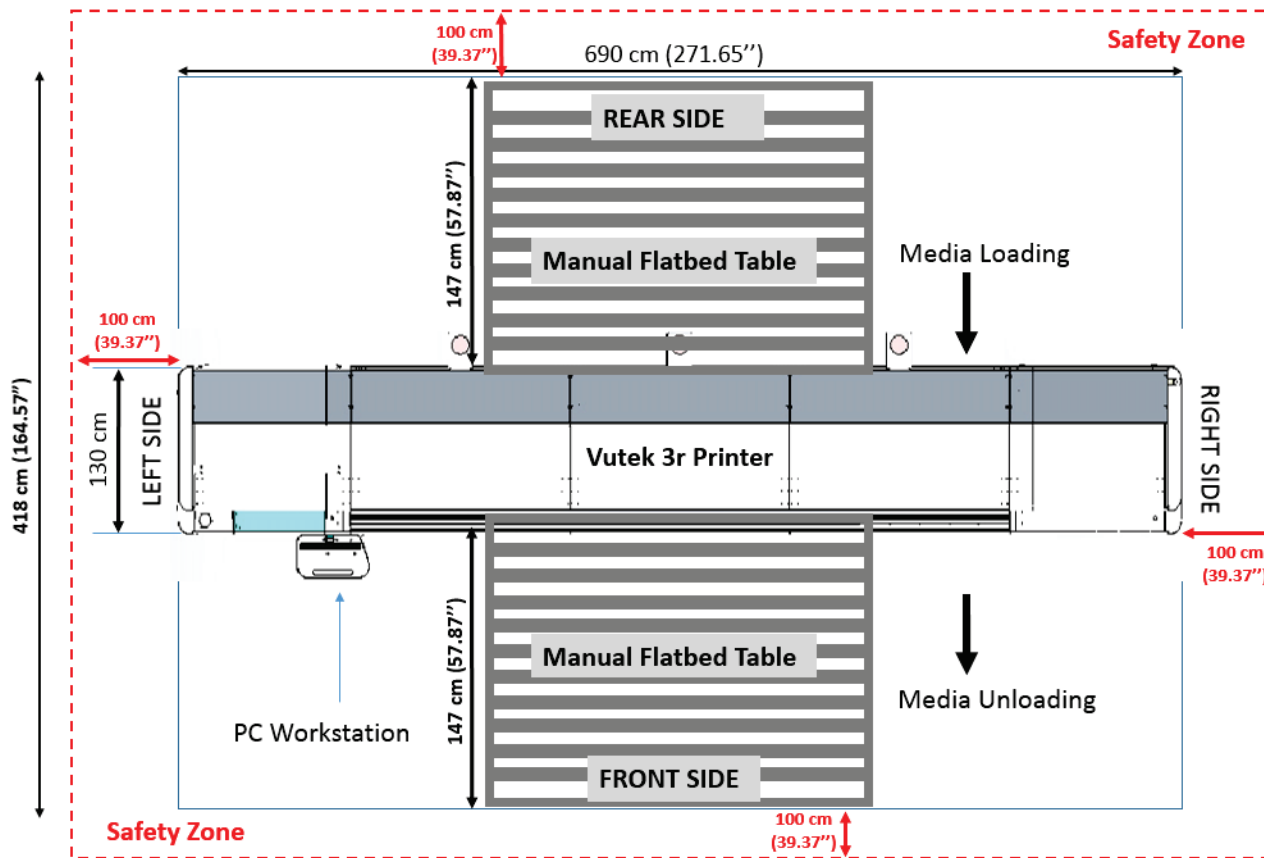 100 cm
(39.37’’)
Safety Zone
690 cm (271.65’’)
REAR SIDE
147 cm (57.87’’)
Manual Flatbed Table
Media Loading
100 cm
(39.37’’)
418 cm (164.57’’)
130 cm
LEFT SIDE
Vutek 3r Printer
RIGHT SIDE
100 cm
(39.37’’)
147 cm (57.87’’)
Manual Flatbed Table
Media Unloading
PC Workstation
FRONT SIDE
Safety Zone
100 cm
(39.37’’)